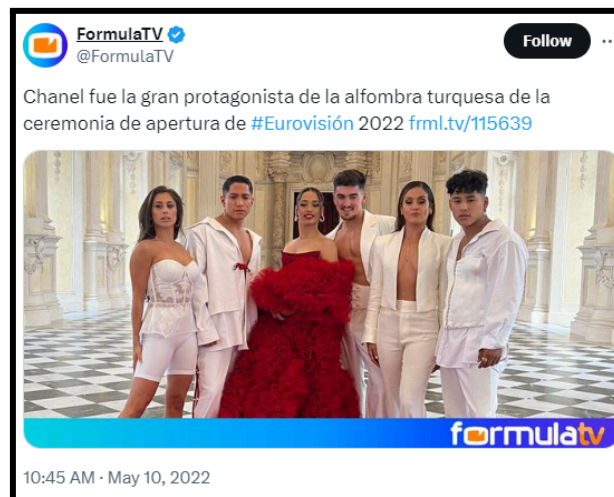 FormulaTV
@FormulaTV
Follow
Chanel fue la gran protagonista de la alfombra turquesa de la
ceremonia de apertura de #Eurovisión 2022 frml.tv/115639
formulatv
10:45 AM · May 10, 2022